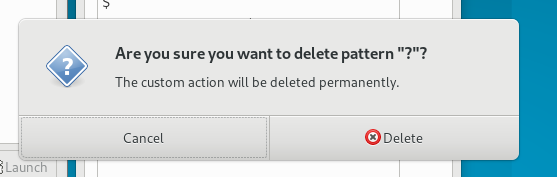 $
Are you sure you want to delete pattern "?"?
The custom action will be deleted permanently.
Cancel
Delete
Launch